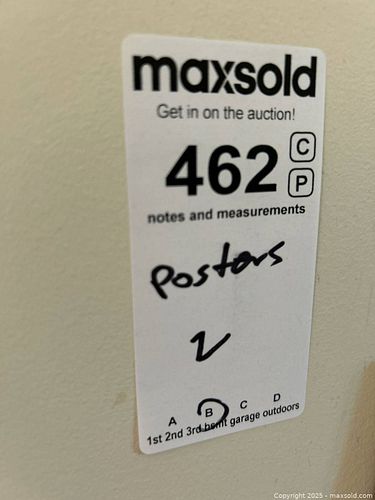 maxsold
Get in on the auction!
462 C
P
notes and measurements
Posters
2
A B C D
1st 2nd 3rd bsmt garage outdoors
Copyright 2025 - maxsold.com